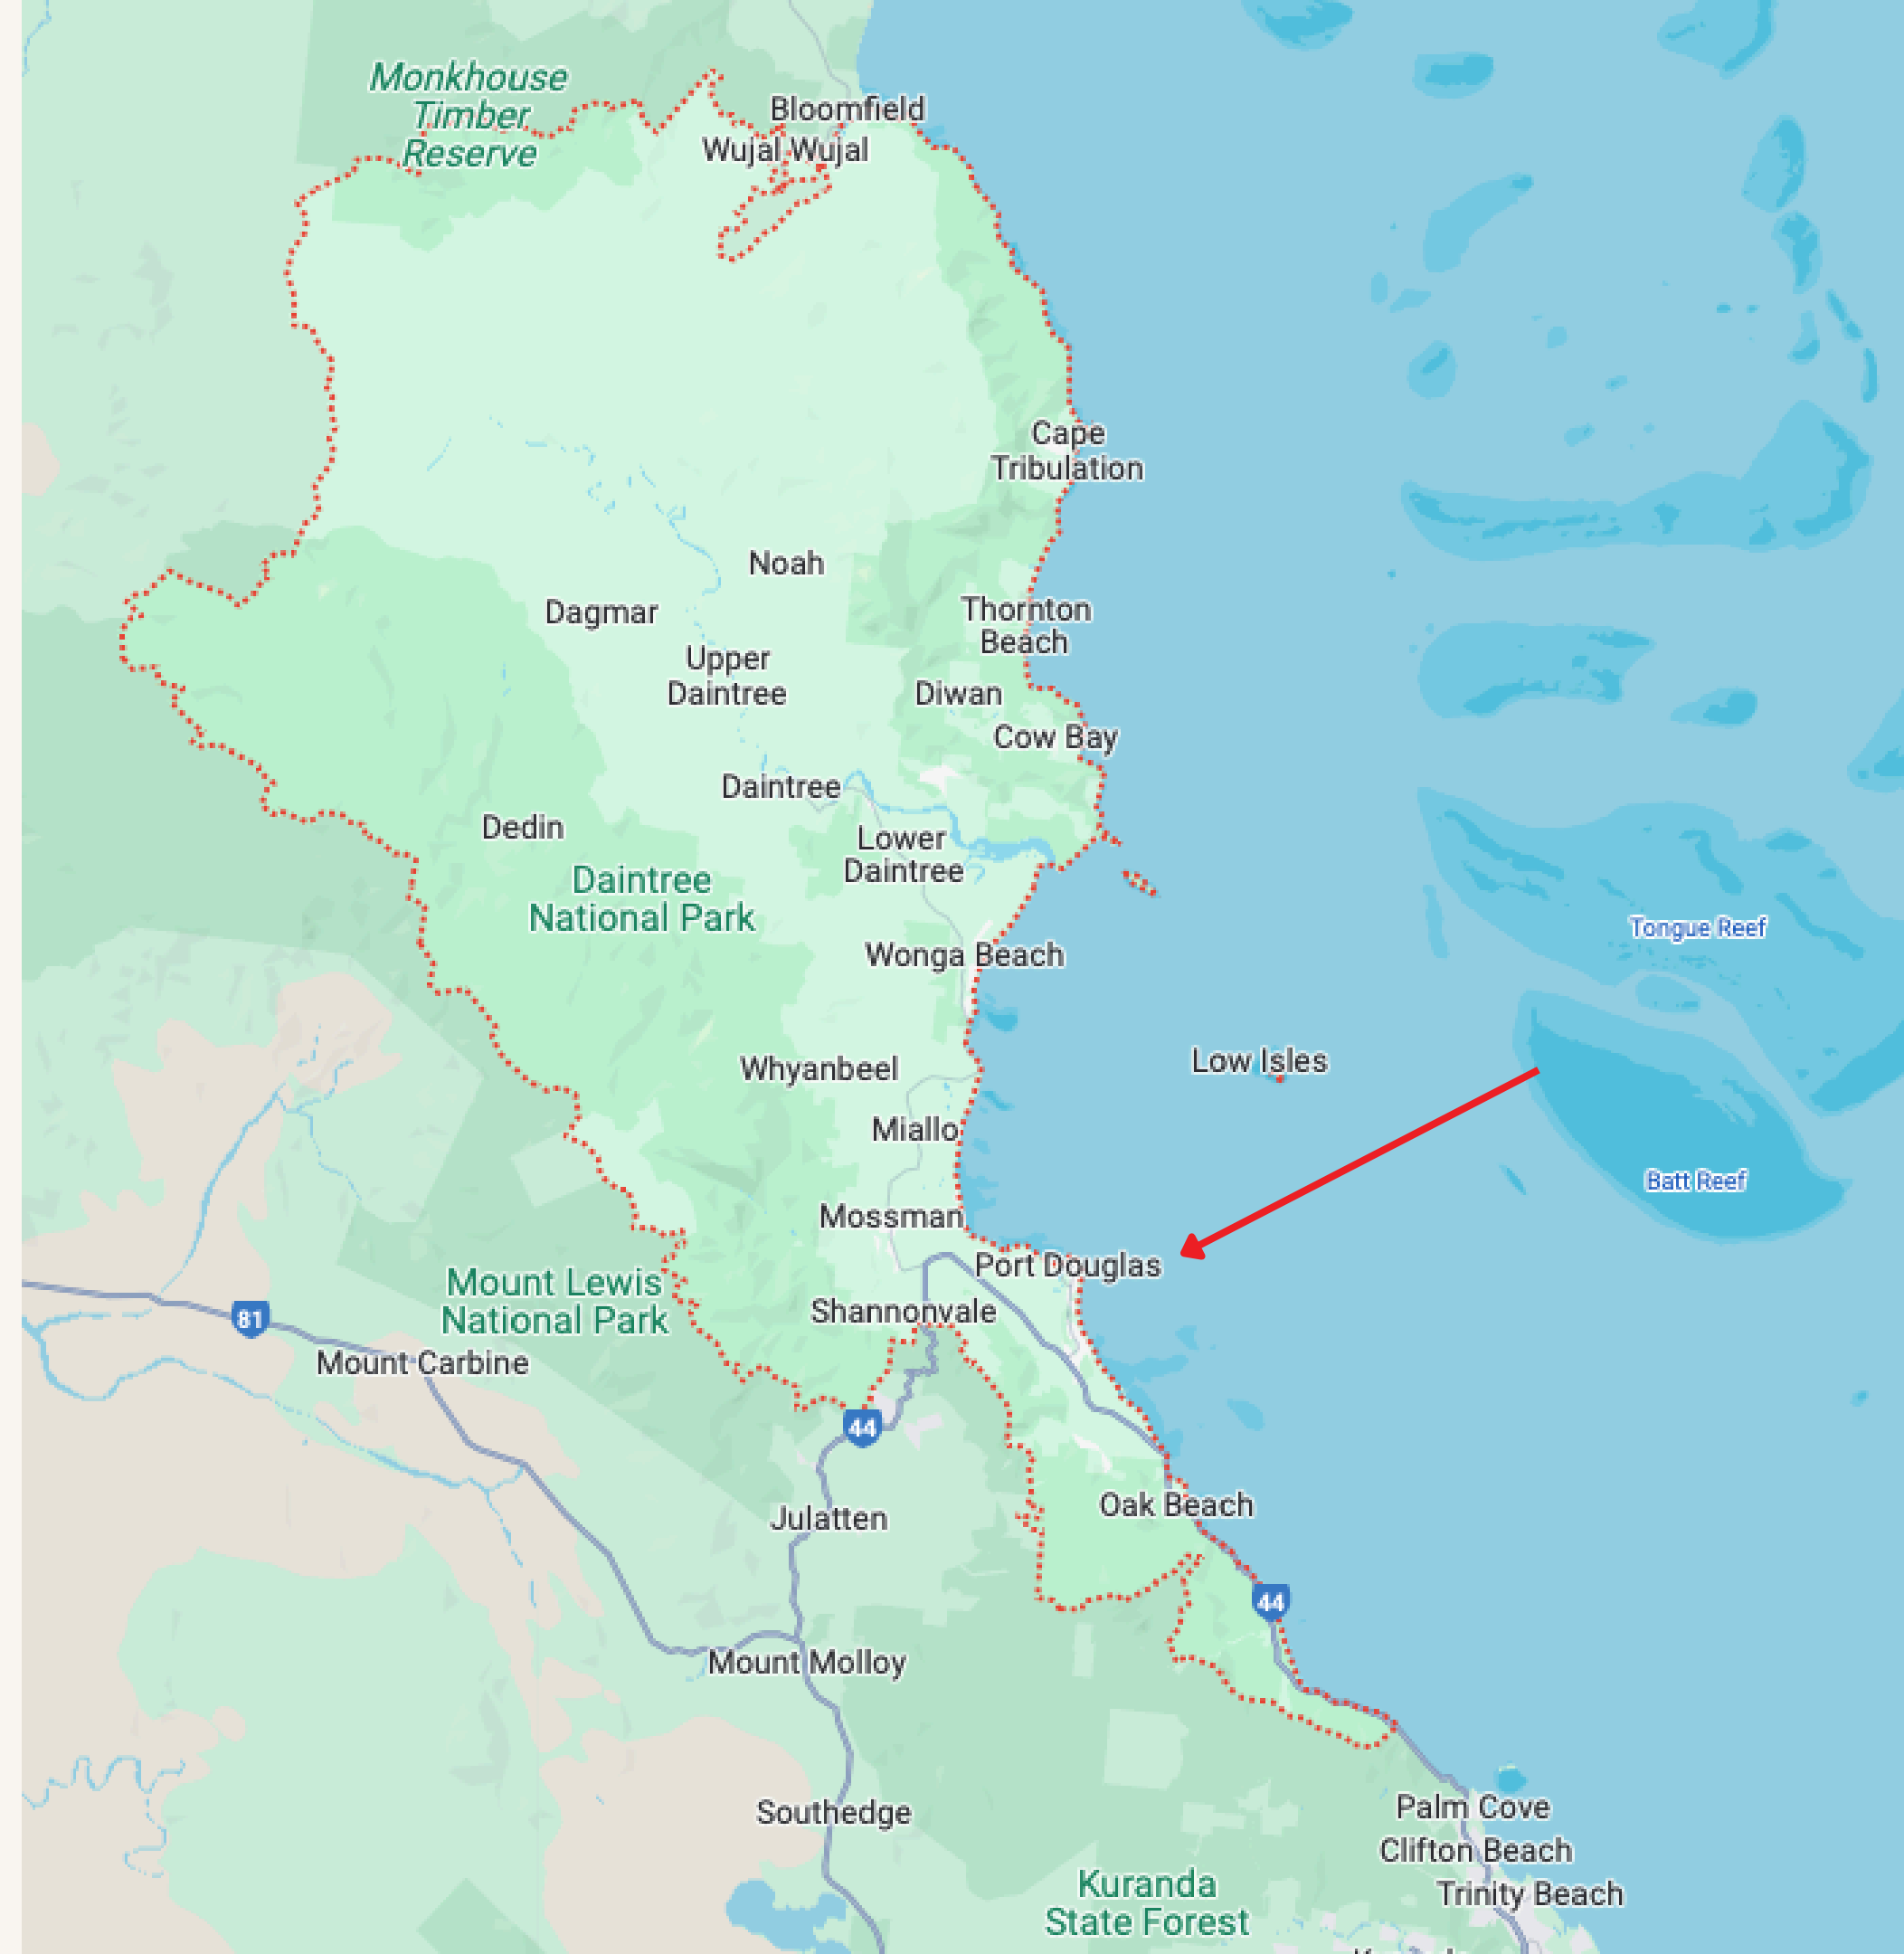 Monkhouse
Timber
Reserve
Bloomfield
Wujal Wujal
Cape
Tribulation
Noah
Dagmar
Thornton
Beach
Upper
Daintree
Diwan
Cow Bay
Daintree
Dedin
Lower
Daintree
Daintree
National Park
Tongue Reef
Wonga Beach
Low Isles
Whyanbeel
Miallo
Batt Reef
Mossman
Port Douglas
Mount Lewis
National Park
Shannonvale
81
Mount Carbine
44
Oak Beach
Julatten
44
Mount Molloy
Southedge
Palm Cove
Clifton Beach
Trinity Beach
Kuranda
State Forest